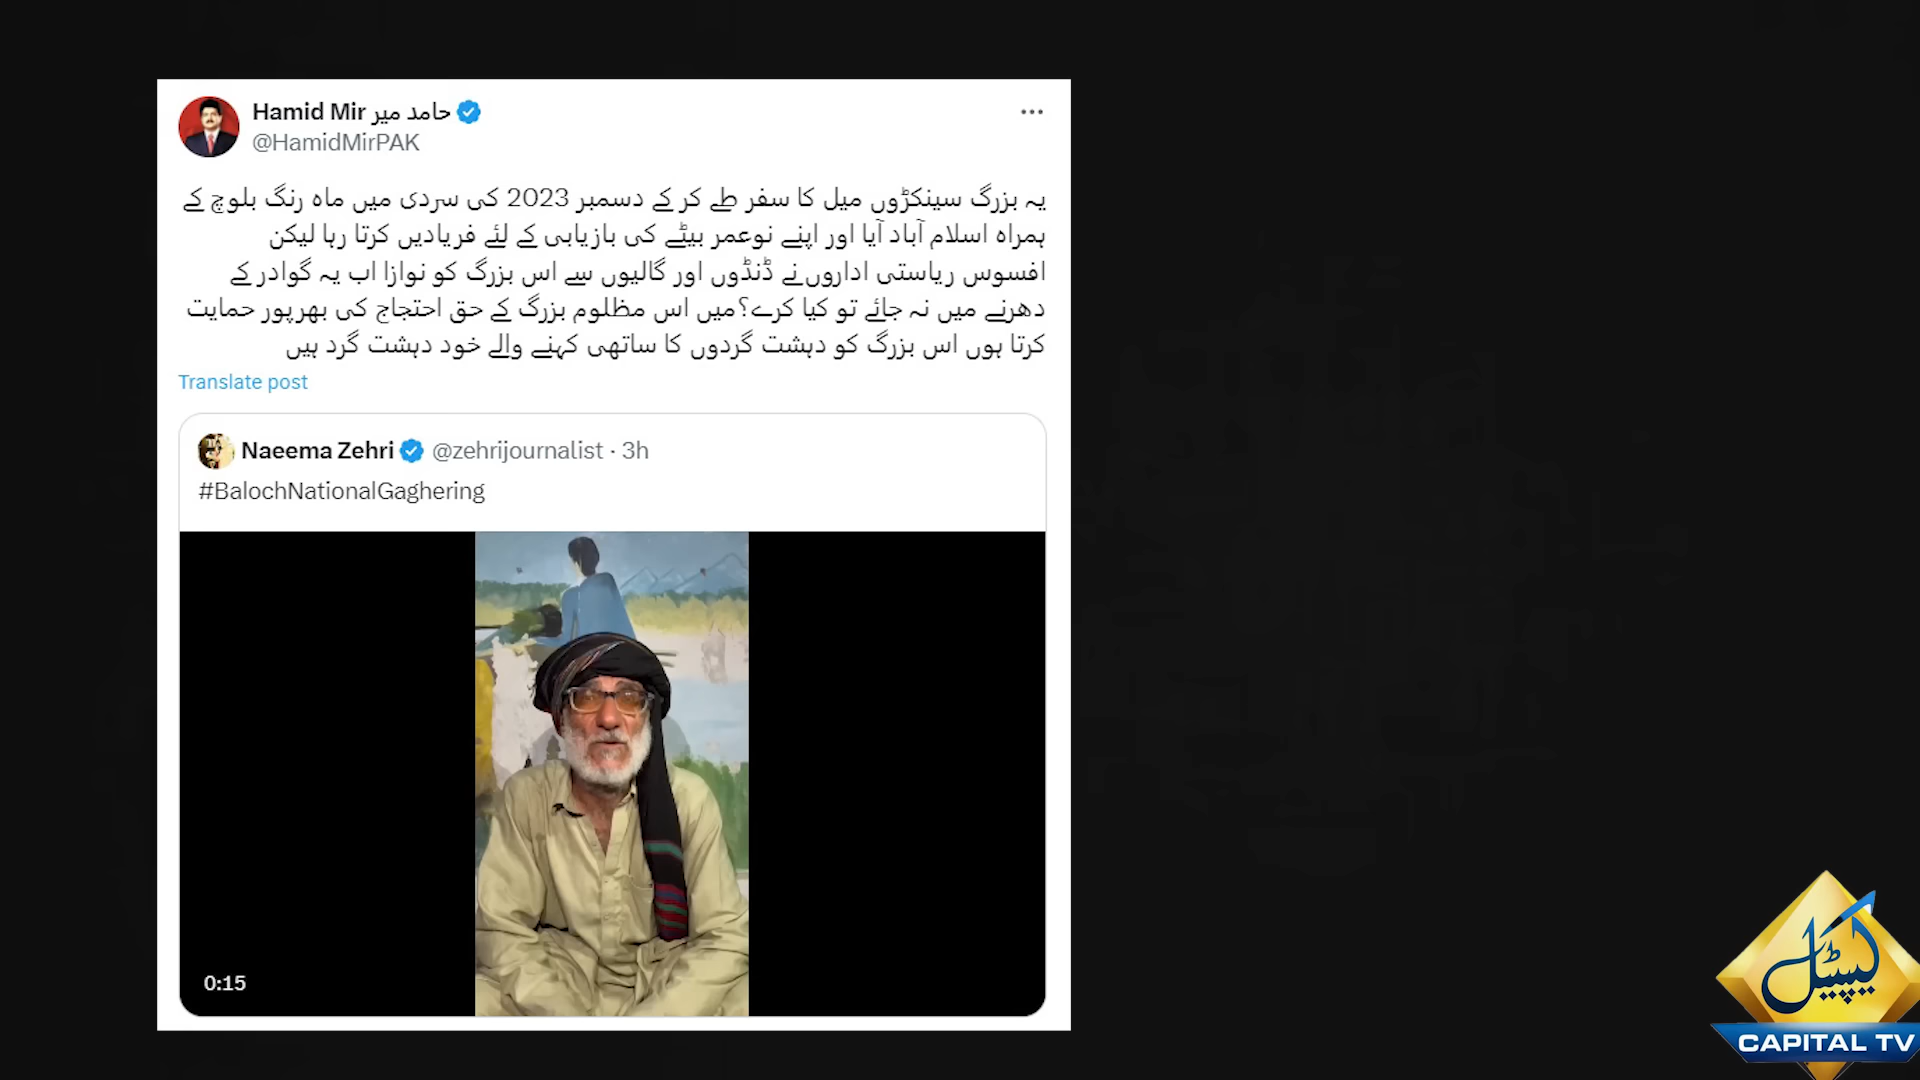 Hamid Mir حامد میر
@HamidMirPAK
یہ بزرگ سینکڑوں میل کا سفر طے کر کے دسمبر 2023 کی سردی میں ماہ رنگ بلوچ کے
ہمراہ اسلام آباد آیا اور اپنے نوعمر بیٹے کی بازیابی کے لئے فریادیں کرتا رہا لیکن
افسوس ریاستی اداروں نے ڈنڈوں اور گالیوں سے اس بزرگ کو نوازا اب یہ گوادر کے
دھرنے میں نہ جائے تو کیا کرے؟میں اس مظلوم بزرگ کے حق احتجاج کی بھرپور حمایت
کرتا ہوں اس بزرگ کو دہشت گردوں کا ساتھی کہنے والے خود دہشت گرد ہیں
Translate post
Naeema Zehri @zehrijournalist · 3h
#BalochNationalGaghering
0:15
کیپیٹل
CAPITAL TV